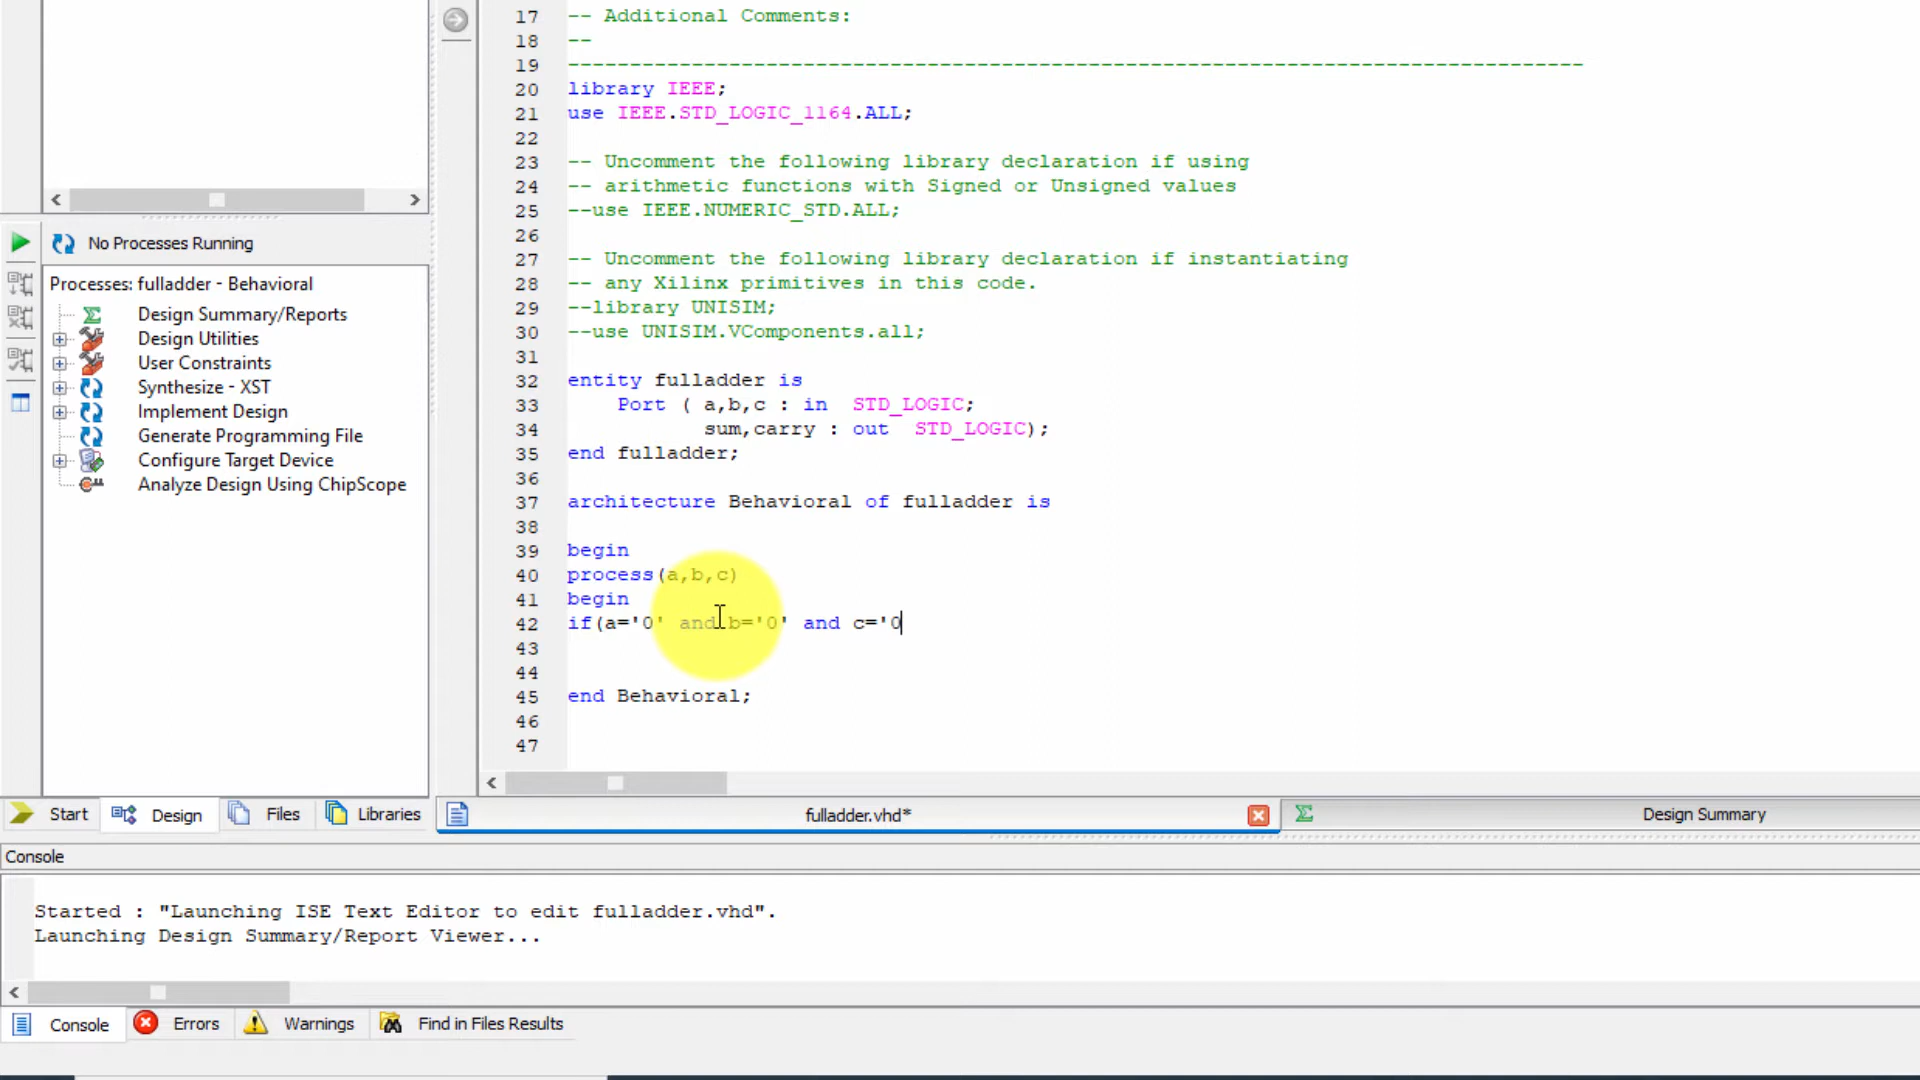 17 -- Additional Comments:
18 --
19 ----------------------------------------------------------------------------------
20 library IEEE;
21 use IEEE.STD_LOGIC_1164.ALL;
22
23 -- Uncomment the following library declaration if using
24 -- arithmetic functions with Signed or Unsigned values
25 --use IEEE.NUMERIC_STD.ALL;
26
27 -- Uncomment the following library declaration if instantiating
28 -- any Xilinx primitives in this code.
29 --library UNISIM;
30 --use UNISIM.VComponents.all;
31
32 entity fulladder is
33 Port ( a,b,c : in STD_LOGIC;
34 sum,carry : out STD_LOGIC);
35 end fulladder;
36
37 architecture Behavioral of fulladder is
38
39 begin
40 process(a,b,c)
41 begin
42 if(a='0' and b='0' and c='0
43
44
45 end Behavioral;
46
47
No Processes Running
Processes: fulladder - Behavioral
Design Summary/Reports
Design Utilities
User Constraints
Synthesize - XST
Implement Design
Generate Programming File
Configure Target Device
Analyze Design Using ChipScope
Start Design Files Libraries
fulladder.vhd*
Design Summary
Console
Started : "Launching ISE Text Editor to edit fulladder.vhd".
Launching Design Summary/Report Viewer...
Console Errors Warnings Find in Files Results